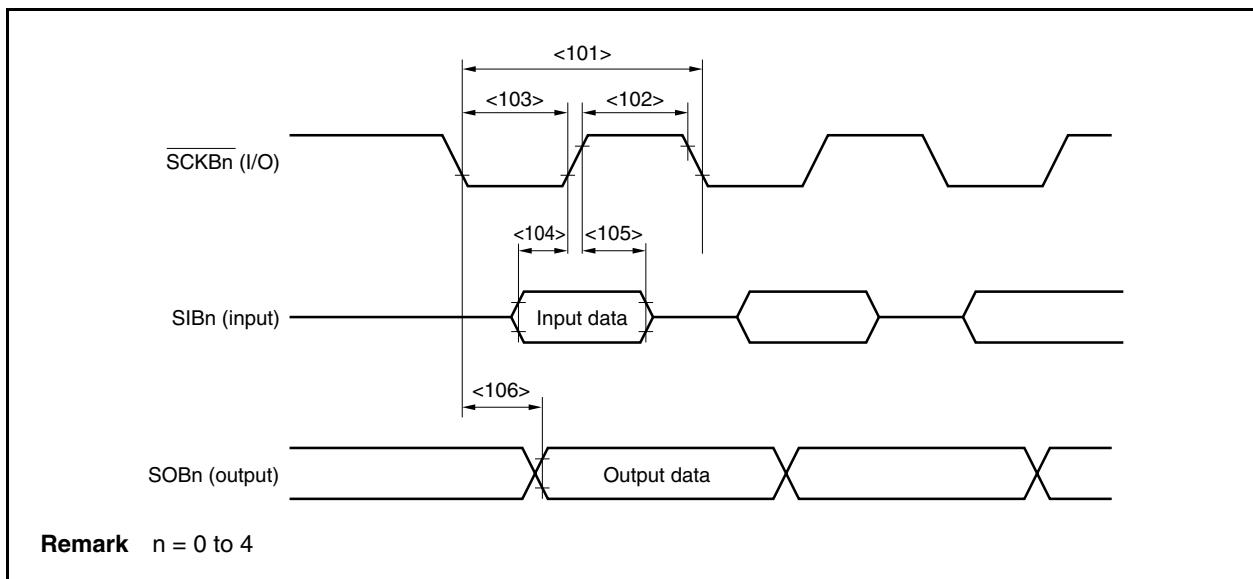 <101>
<103> <102>
SCKBn (I/O)
<104> <105>
SIBn (input) Input data
<106>
SOBn (output) Output data
Remark n = 0 to 4